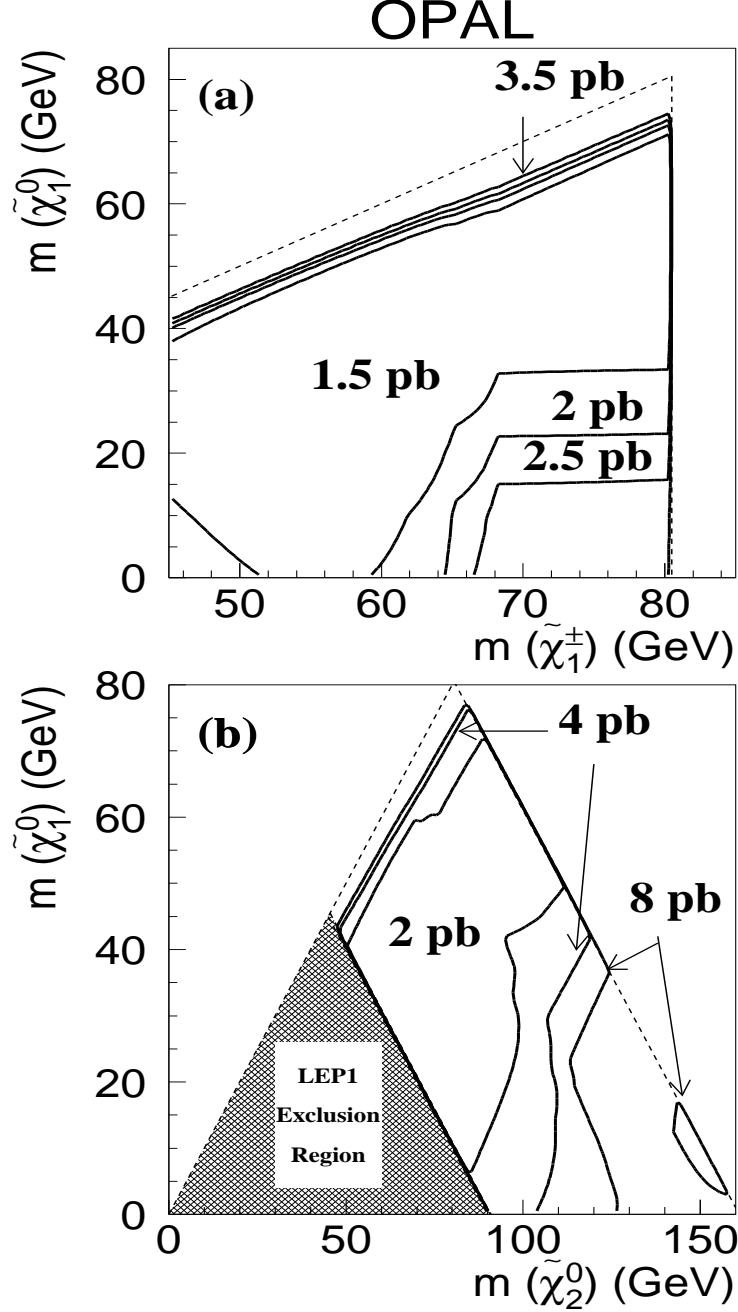 OPAL
(a)
3.5 pb
80
60
40
20
0
m (χ̃₁⁰) (GeV)
1.5 pb
2 pb
2.5 pb
50 60 70 80
m (χ̃₁±) (GeV)
(b)
4 pb
80
60
40
20
0
m (χ̃₁⁰) (GeV)
8 pb
2 pb
LEP1
Exclusion
Region
0 50 100 150
m (χ̃₂⁰) (GeV)